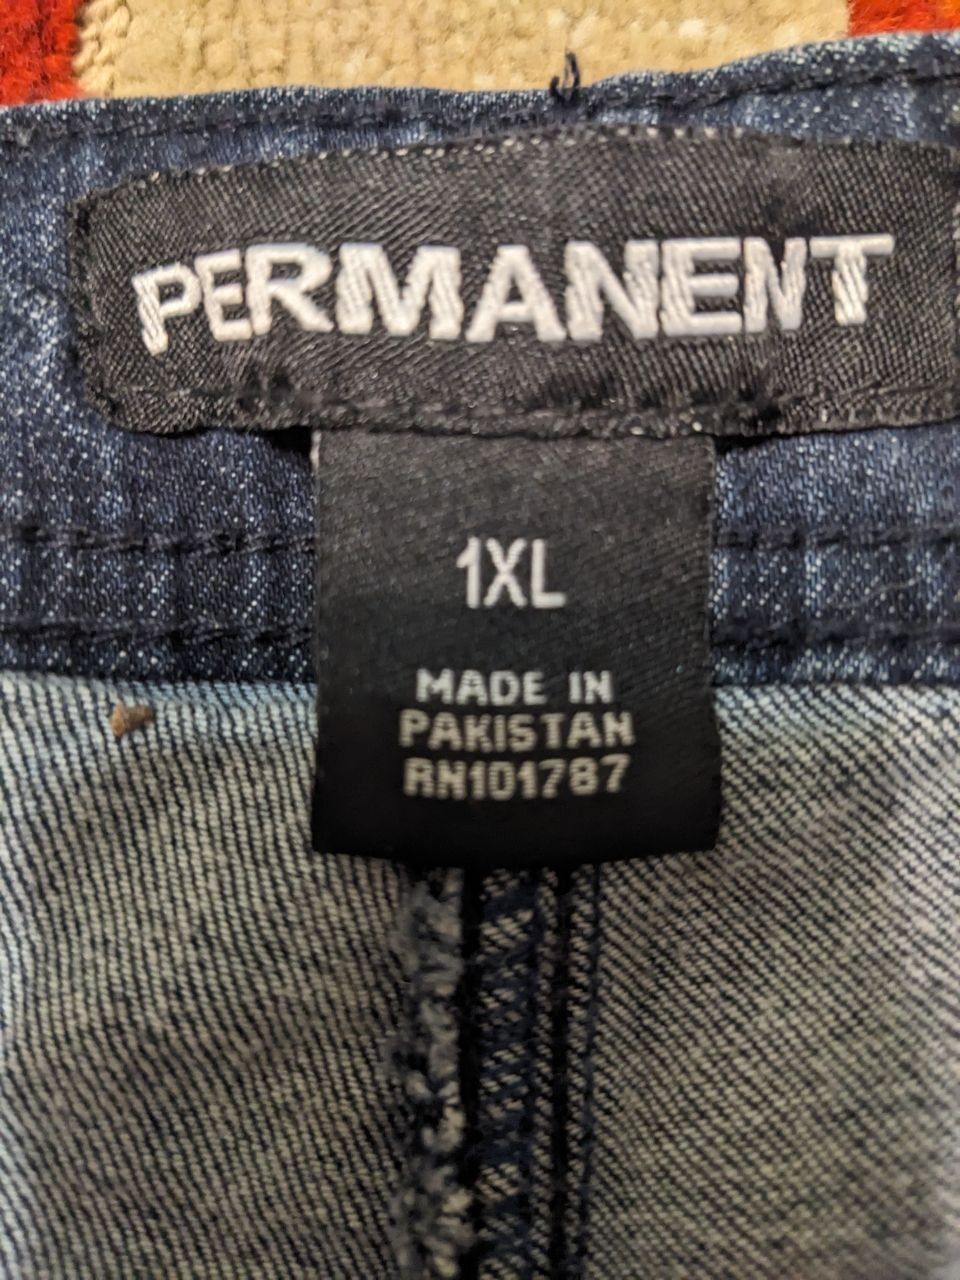 PERMANENT
1XL
MADE IN
PAKISTAN
RN101787